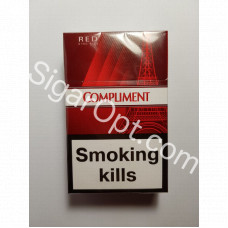 RED
COMPLIMENT
Smoking
kills
SigarOpt.com